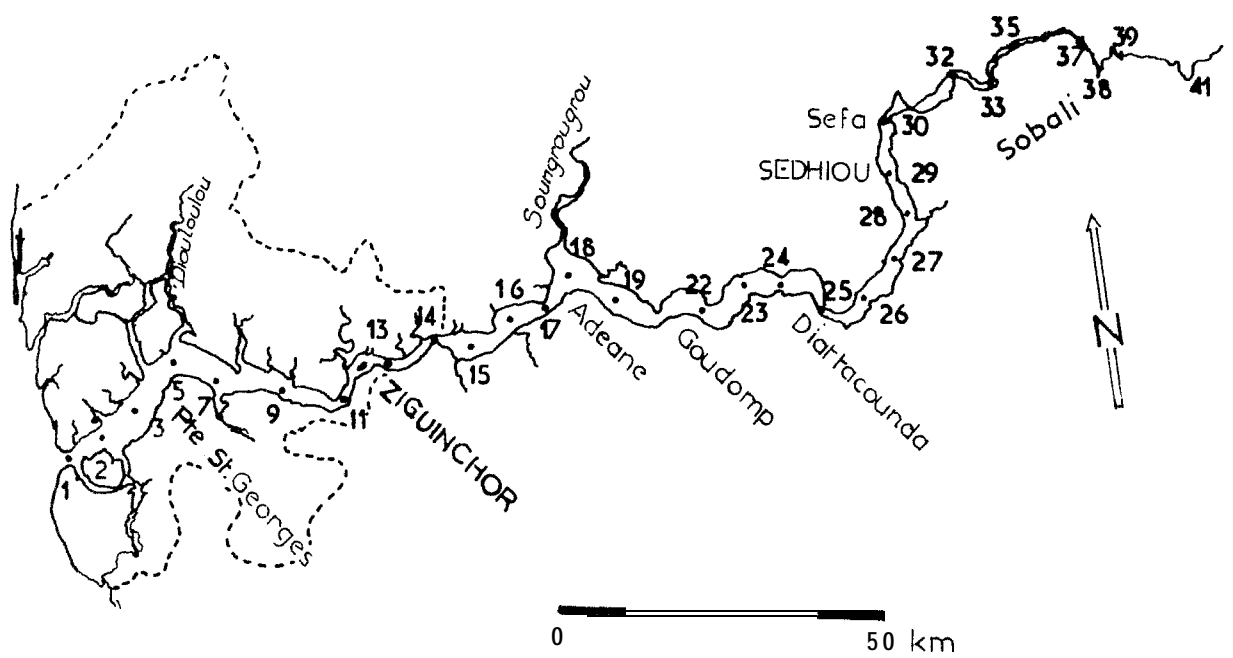 35
39
32
37
33
38
41
Sobali
Sefa
30
SEDHIOU
29
28
27
Soungrougrou
Diouloulou
18
19
24
22
16
14
13
17
25
26
23
15
Adeane
Goudomp
Diattacounda
N
5
7
9
11
3
2
1
ZIGUINCHOR
Pte St.Georges
0
50 km